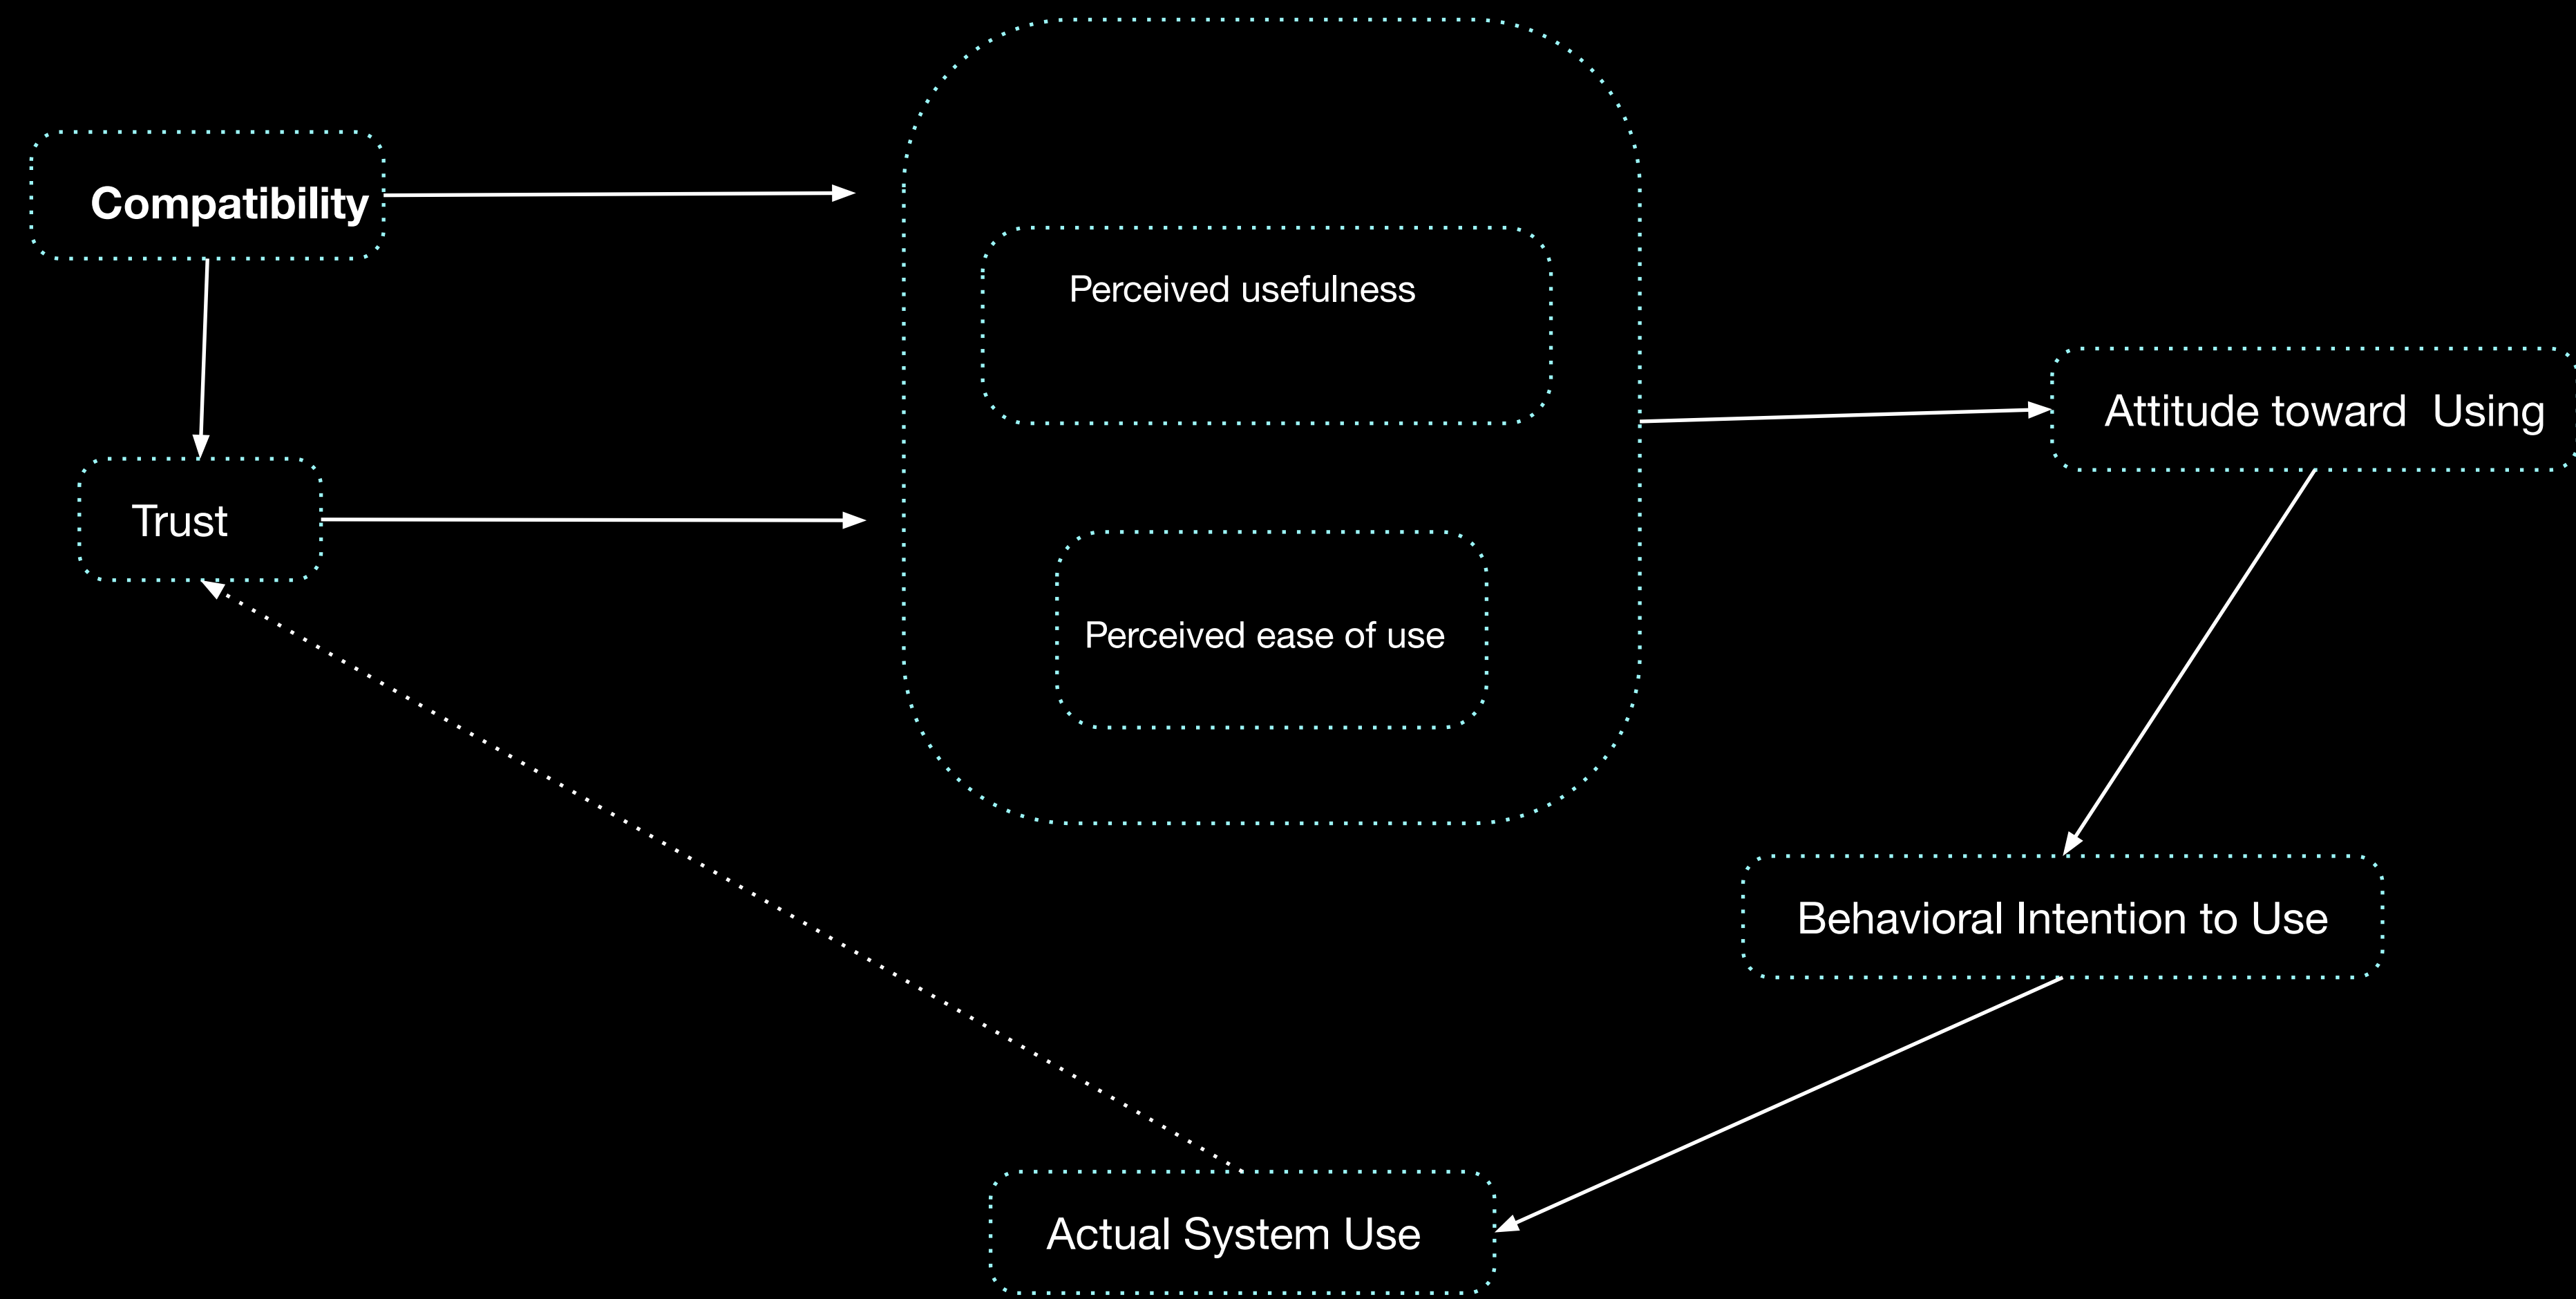 Compatibility
Perceived usefulness
Attitude toward  Using
Trust
Perceived ease of use
Behavioral Intention to Use
Actual System Use